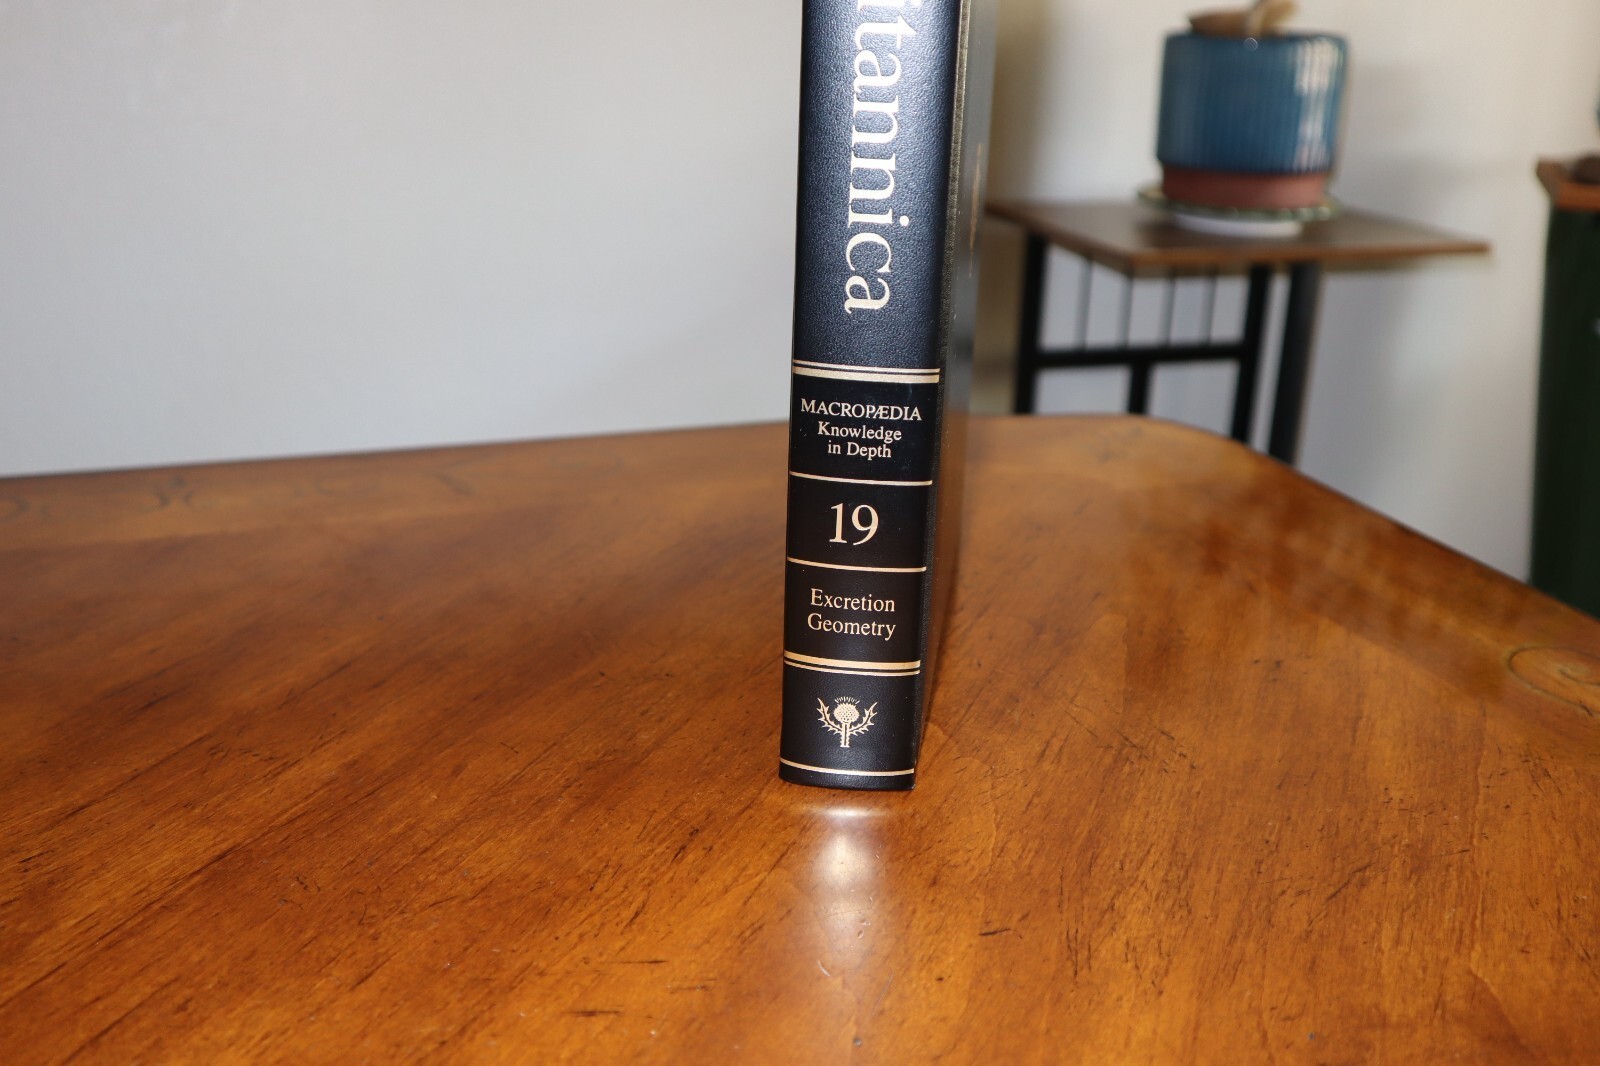 itannica
MACROPÆDIA
Knowledge
in Depth
19
Excretion
Geometry